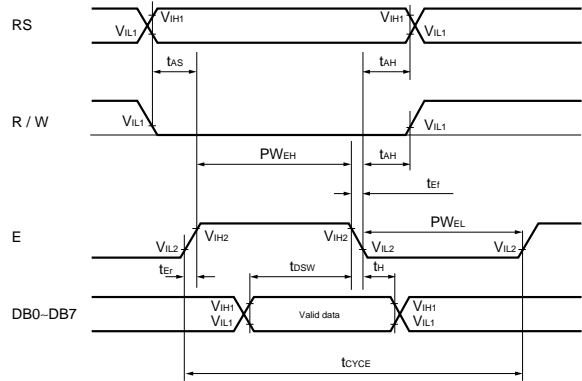 RS
VIH1
VIL1
VIH1
VIL1
tAS
tAH
R / W
VIL1
VIL1
PWEH
tAH
tEf
PWEL
E
VIL2
VIH2
VIH2
VIL2
VIL2
tEr
tDSW
tH
DB0~DB7
VIH1
VIL1
Valid data
VIH1
VIL1
tCYCE